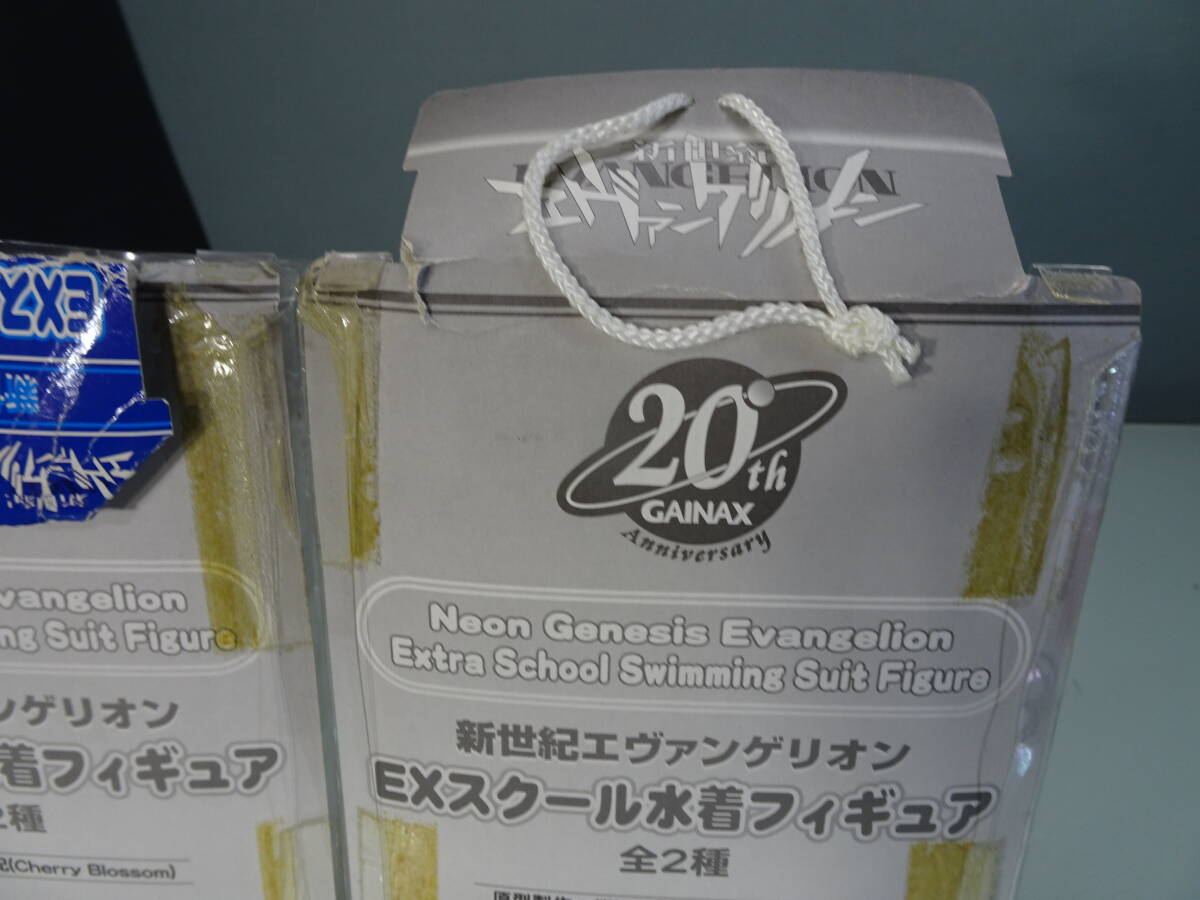 新世紀
EVANGELION
エヴァンゲリオン
20th
GAINAX
Anniversary
Neon Genesis Evangelion
Extra School Swimming Suit Figure
新世紀エヴァンゲリオン
EXスクール水着フィギュア
全2種
EX
vangelion
ng Suit Figure
ンゲリオン
着フィギュア
2種
(Cherry Blossom)